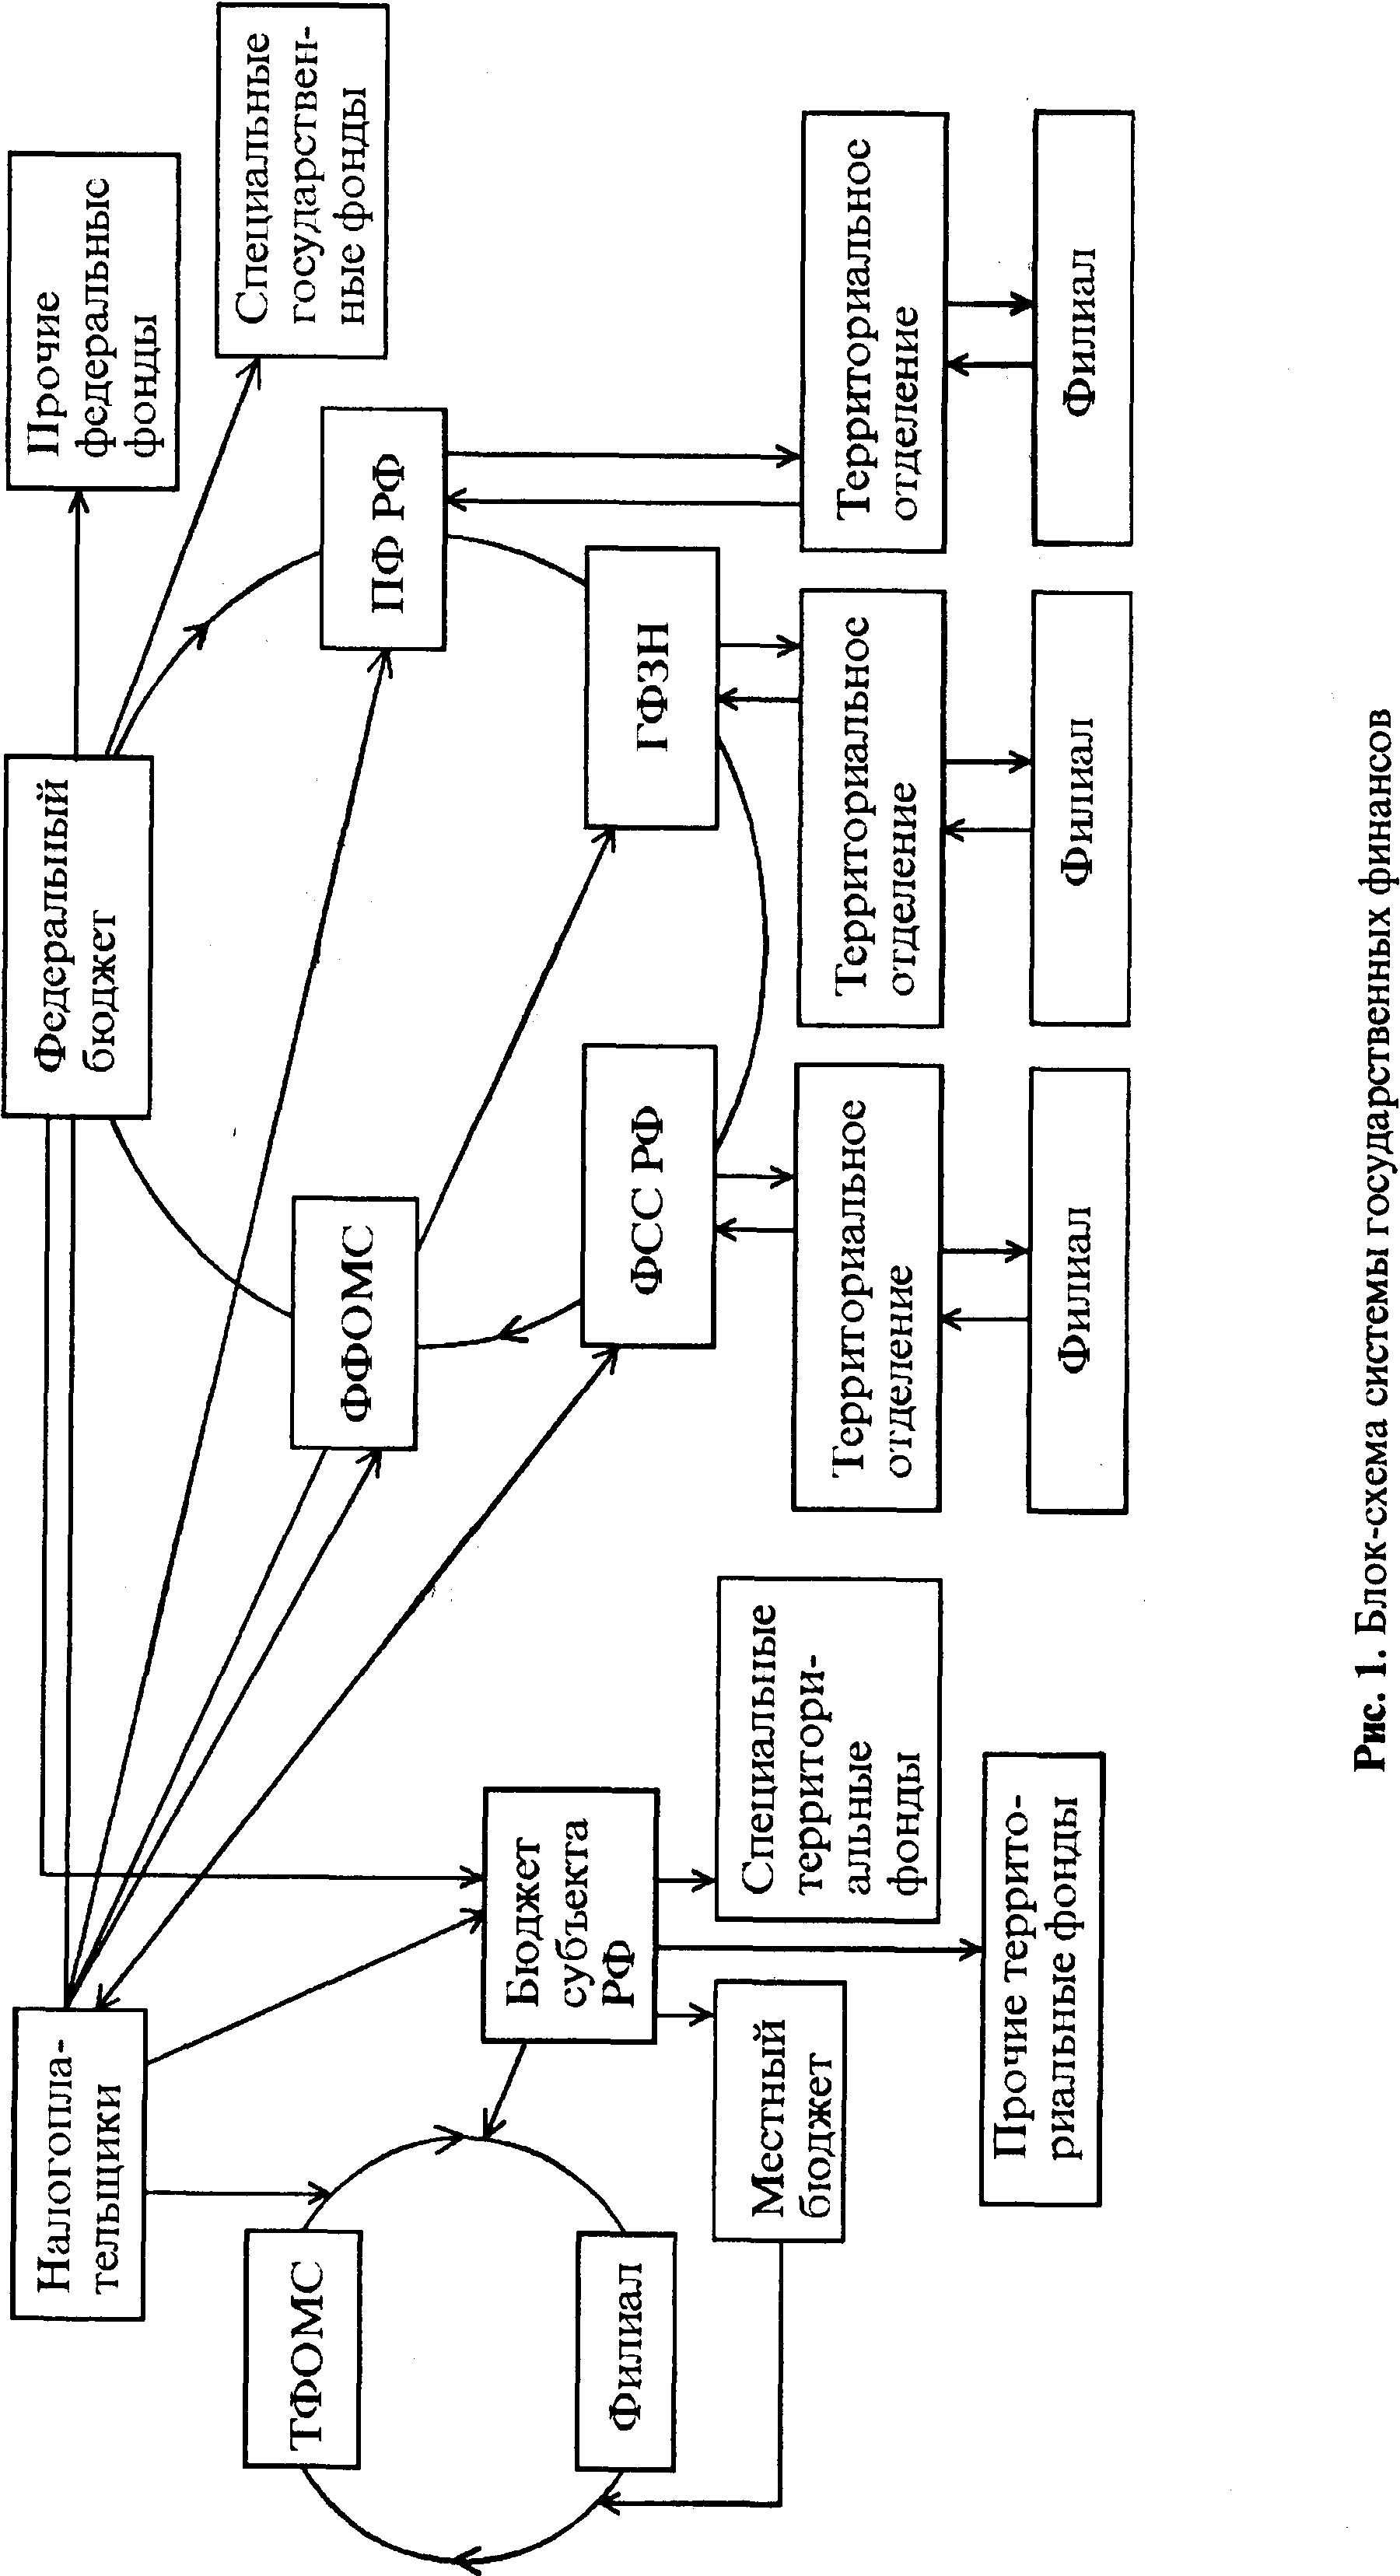 Налогопла-
тельщики
Федеральный
бюджет
Прочие
федеральныс
фонды
Специальные
государствен-
ные фонды
ТФОМС
ФФОМС
ПФ РФ
Филиал
Бюджет
субъекта
РФ
ФСС РФ
ГФЗН
Местный
бюджет
Специальные
территори-
альные
фонды
Территориальное
отделение
Территориальное
отделение
Территориальное
отделение
Прочие террито-
риальные фонды
Филиал
Филиал
Филиал
Рис. 1. Блок-схема системы государственных финансов